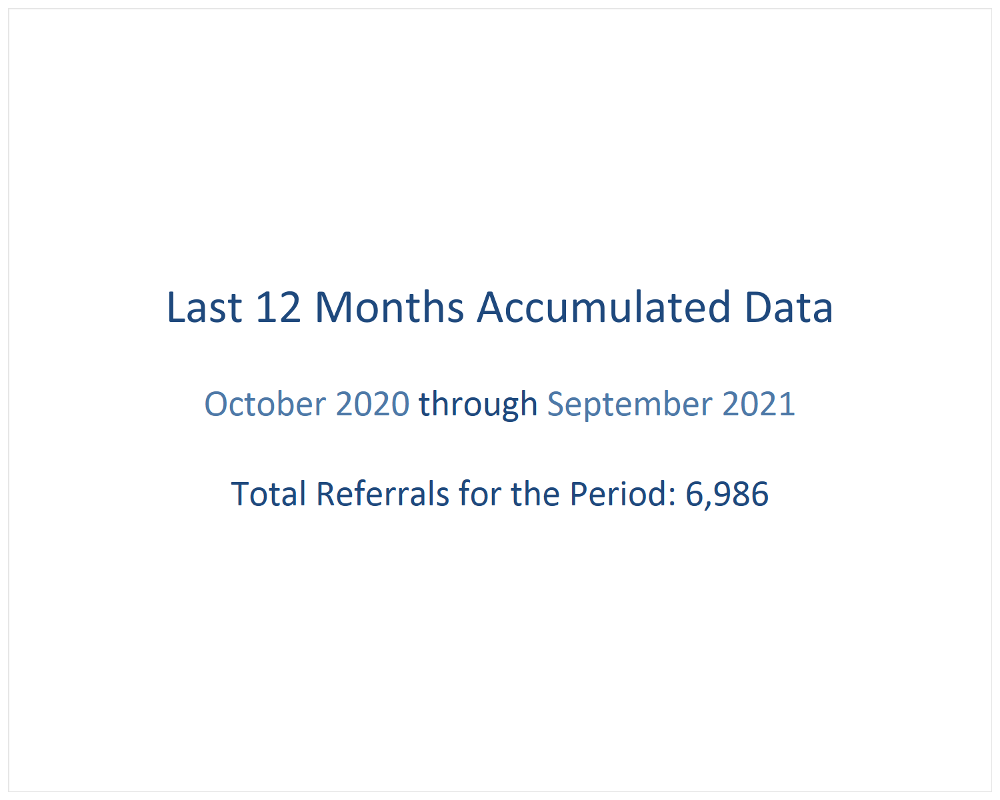 Last 12 Months Accumulated Data
October 2020 through September 2021
Total Referrals for the Period: 6,986